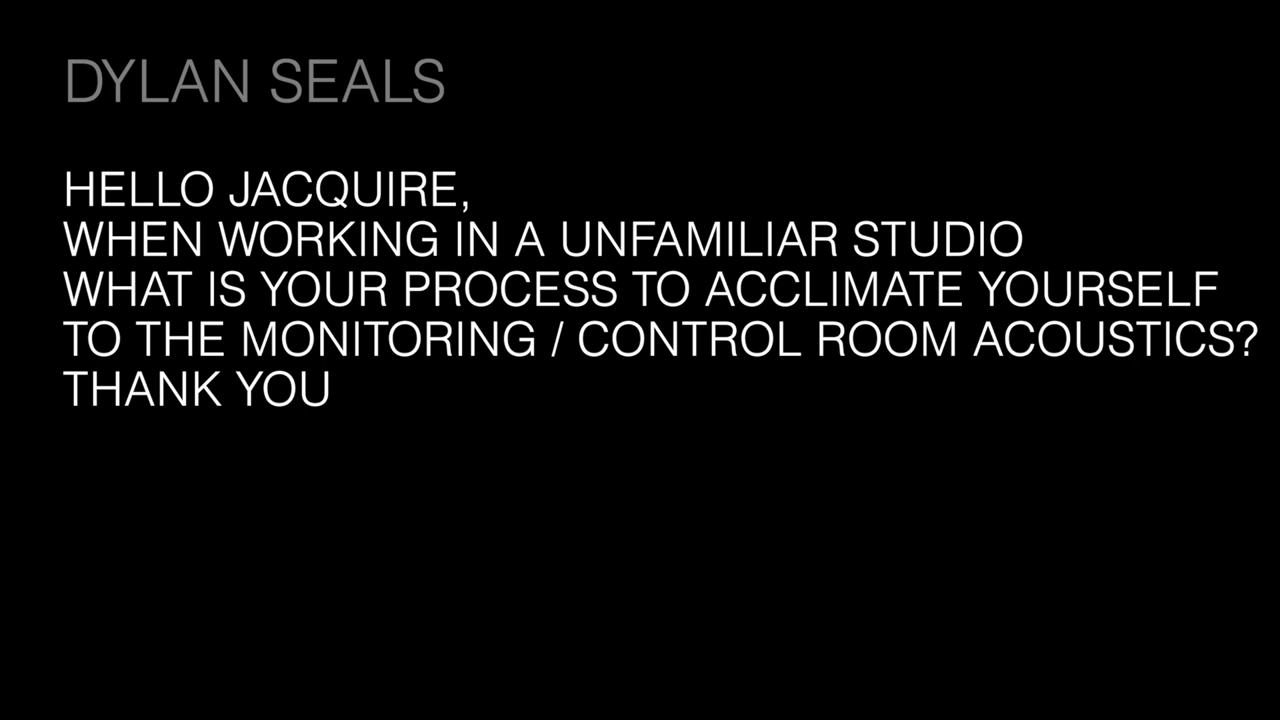 DYLAN SEALS
HELLO JACQUIRE,
WHEN WORKING IN A UNFAMILIAR STUDIO
WHAT IS YOUR PROCESS TO ACCLIMATE YOURSELF
TO THE MONITORING / CONTROL ROOM ACOUSTICS?
THANK YOU